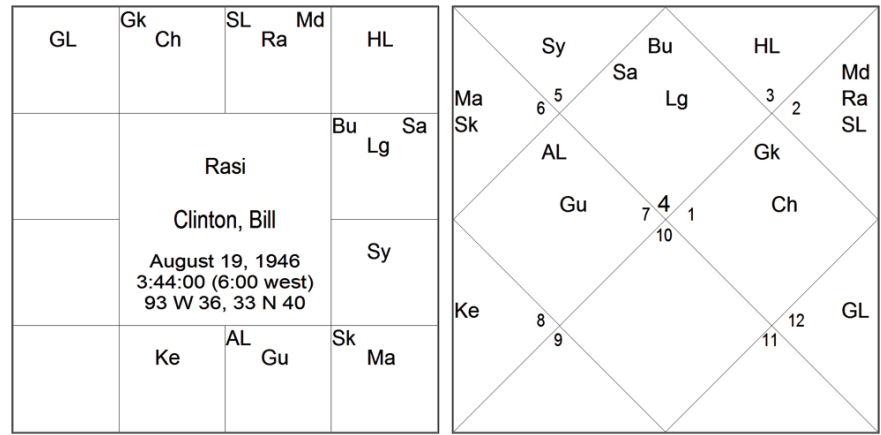 Gk SL Md
GL Ch Ra HL
Bu Sa
Lg
Rasi
Clinton, Bill
August 19, 1946
3:44:00 (6:00 west)
93 W 36, 33 N 40
Sy
AL Sk
Ke Gu Ma
Sy Bu HL
Sa Md
Ma 5 Lg 3 Ra
Sk 6 2 SL
AL Gk
Gu 7 4 1 Ch
10
Ke 8 12 GL
9 11